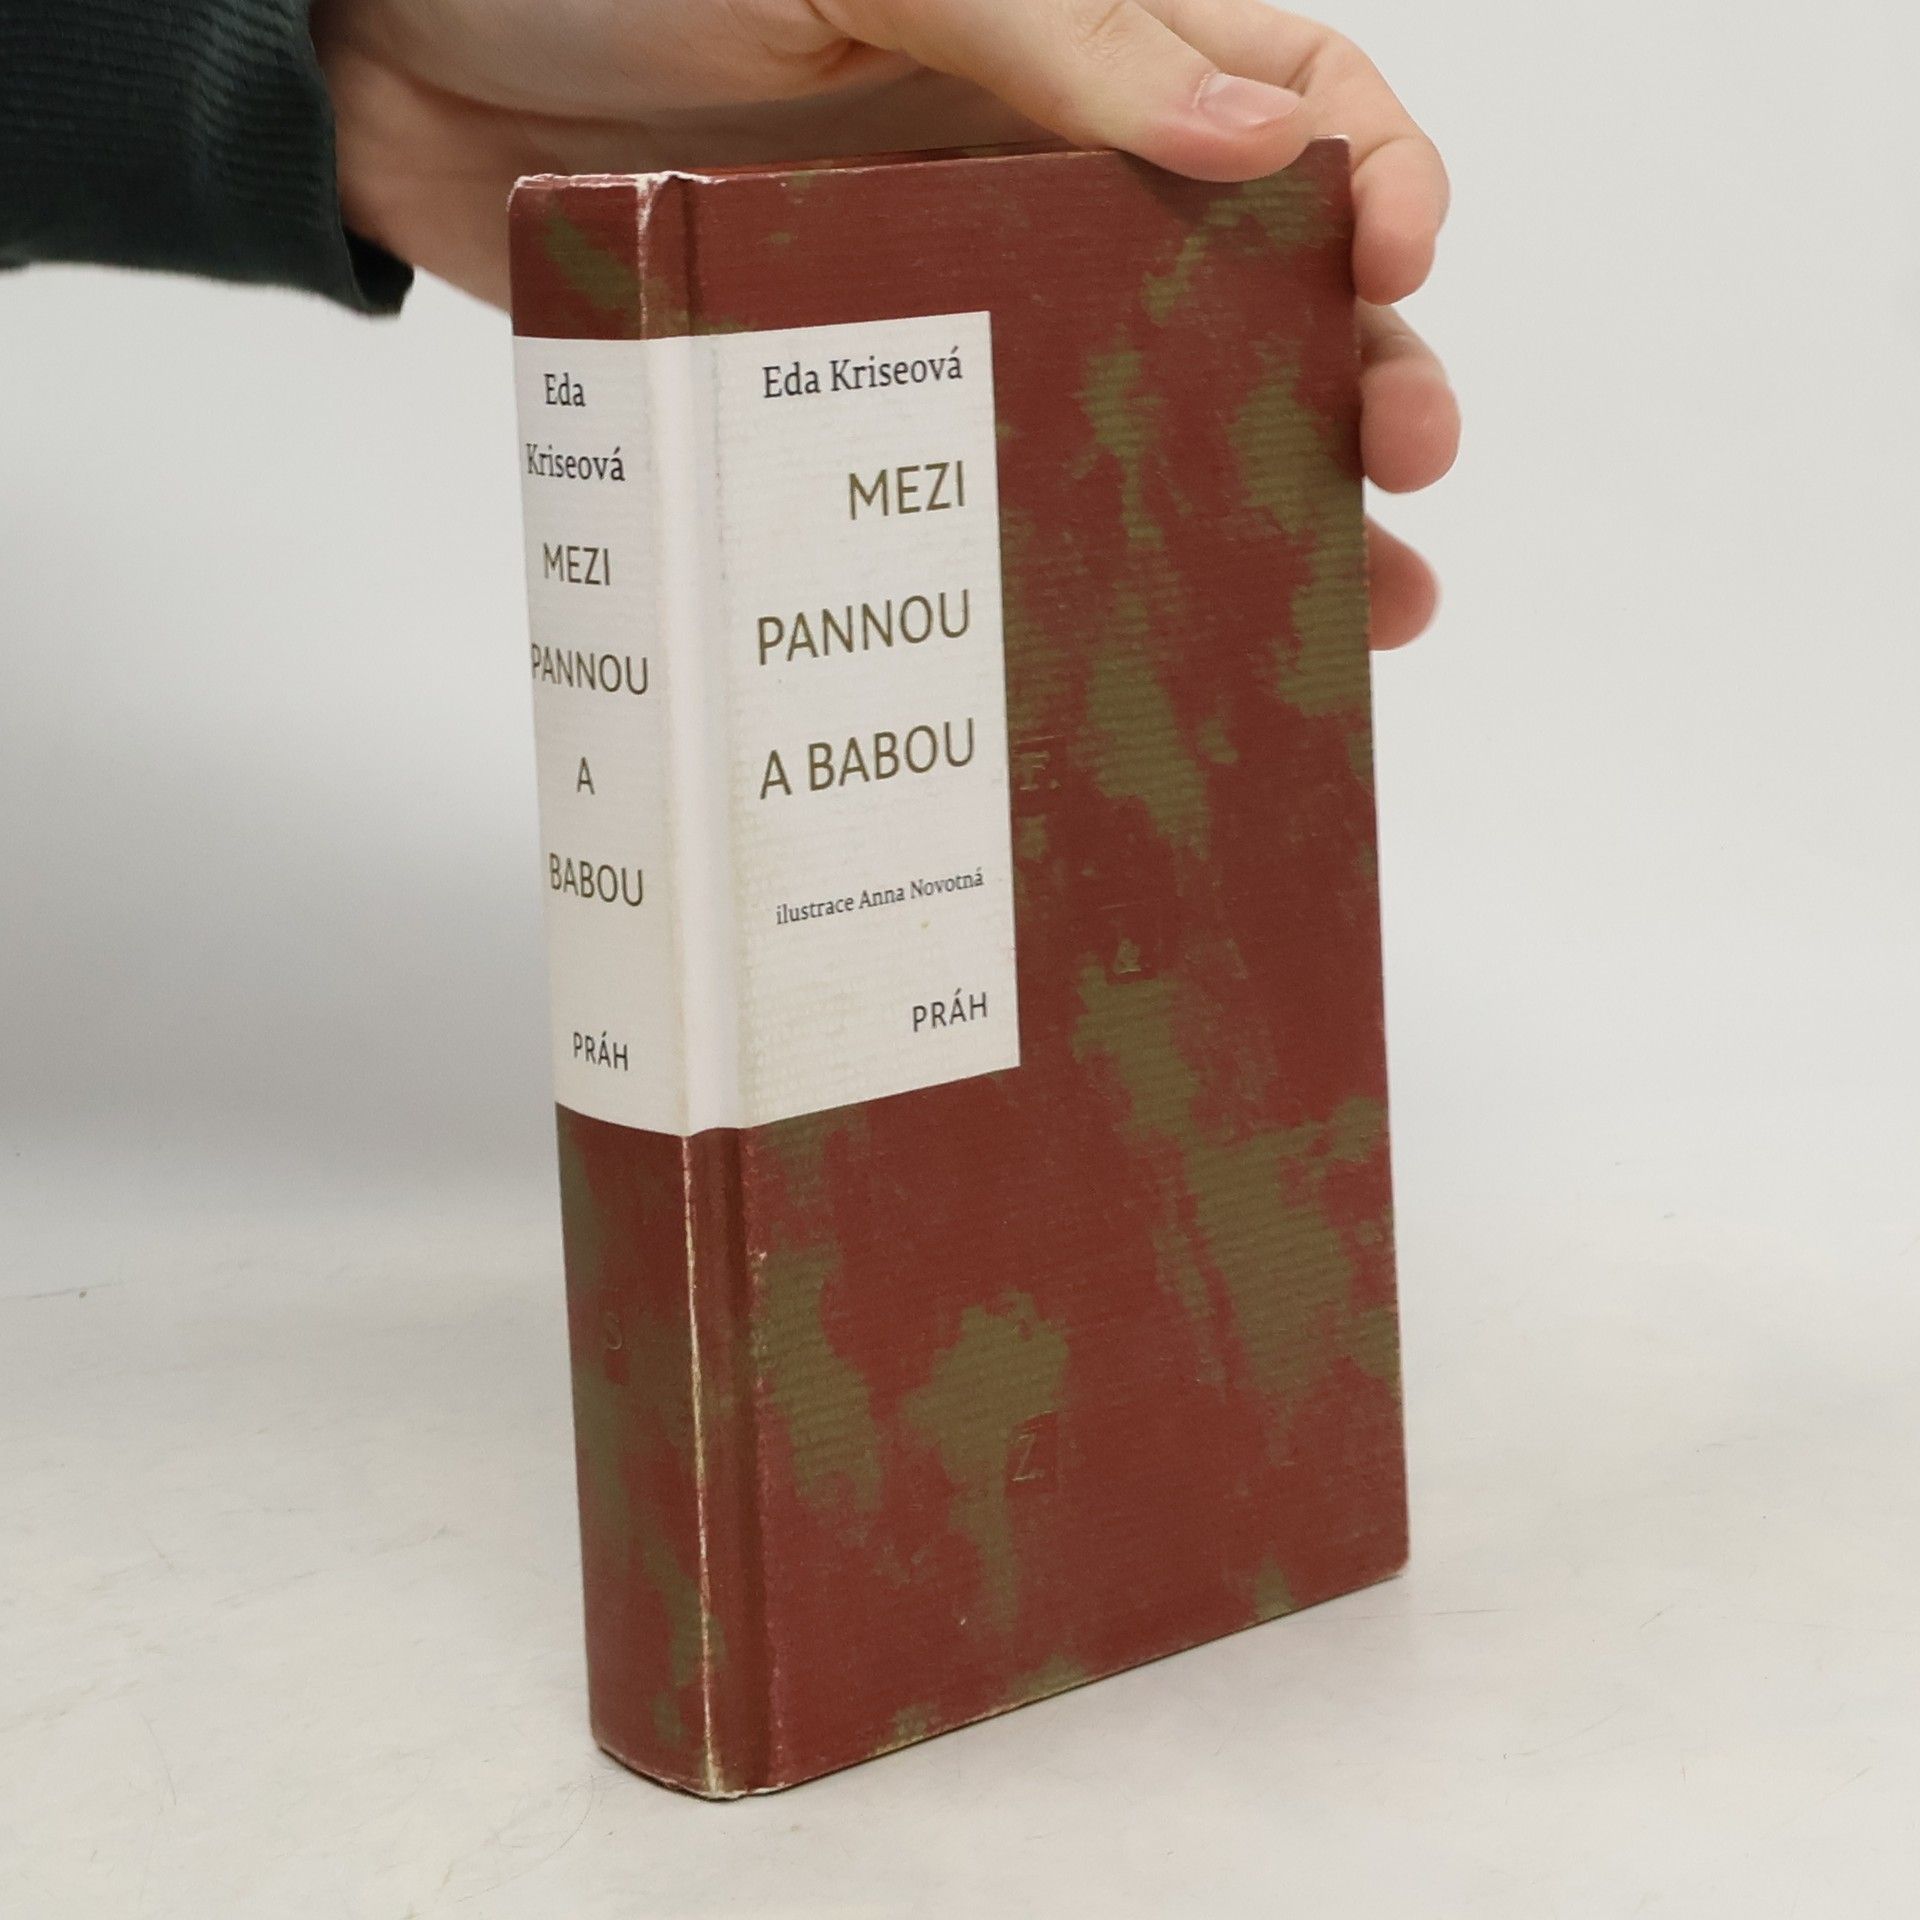 Eda
Kriseová
MEZI
PANNOU
A
BABOU
PRÁH
S
Eda Kriseová
MEZI
PANNOU
A BABOU
ilustrace Anna Novotná
PRÁH
F.
&
Z.